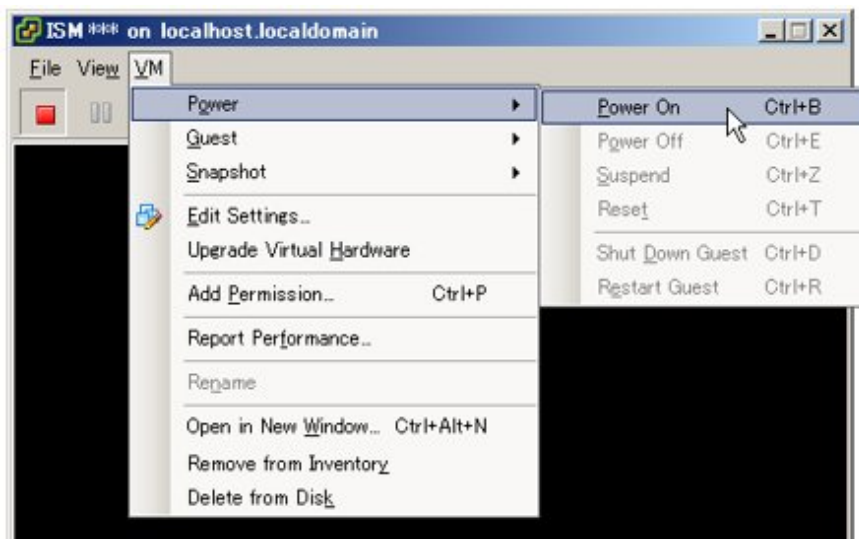 ISM *** on localhost.localdomain
File View VM
Power
Guest
Snapshot
Edit Settings...
Upgrade Virtual Hardware
Add Permission... Ctrl+P
Report Performance...
Rename
Open in New Window... Ctrl+Alt+N
Remove from Inventory
Delete from Disk
Power On Ctrl+B
Power Off Ctrl+E
Suspend Ctrl+Z
Reset Ctrl+T
Shut Down Guest Ctrl+D
Restart Guest Ctrl+R